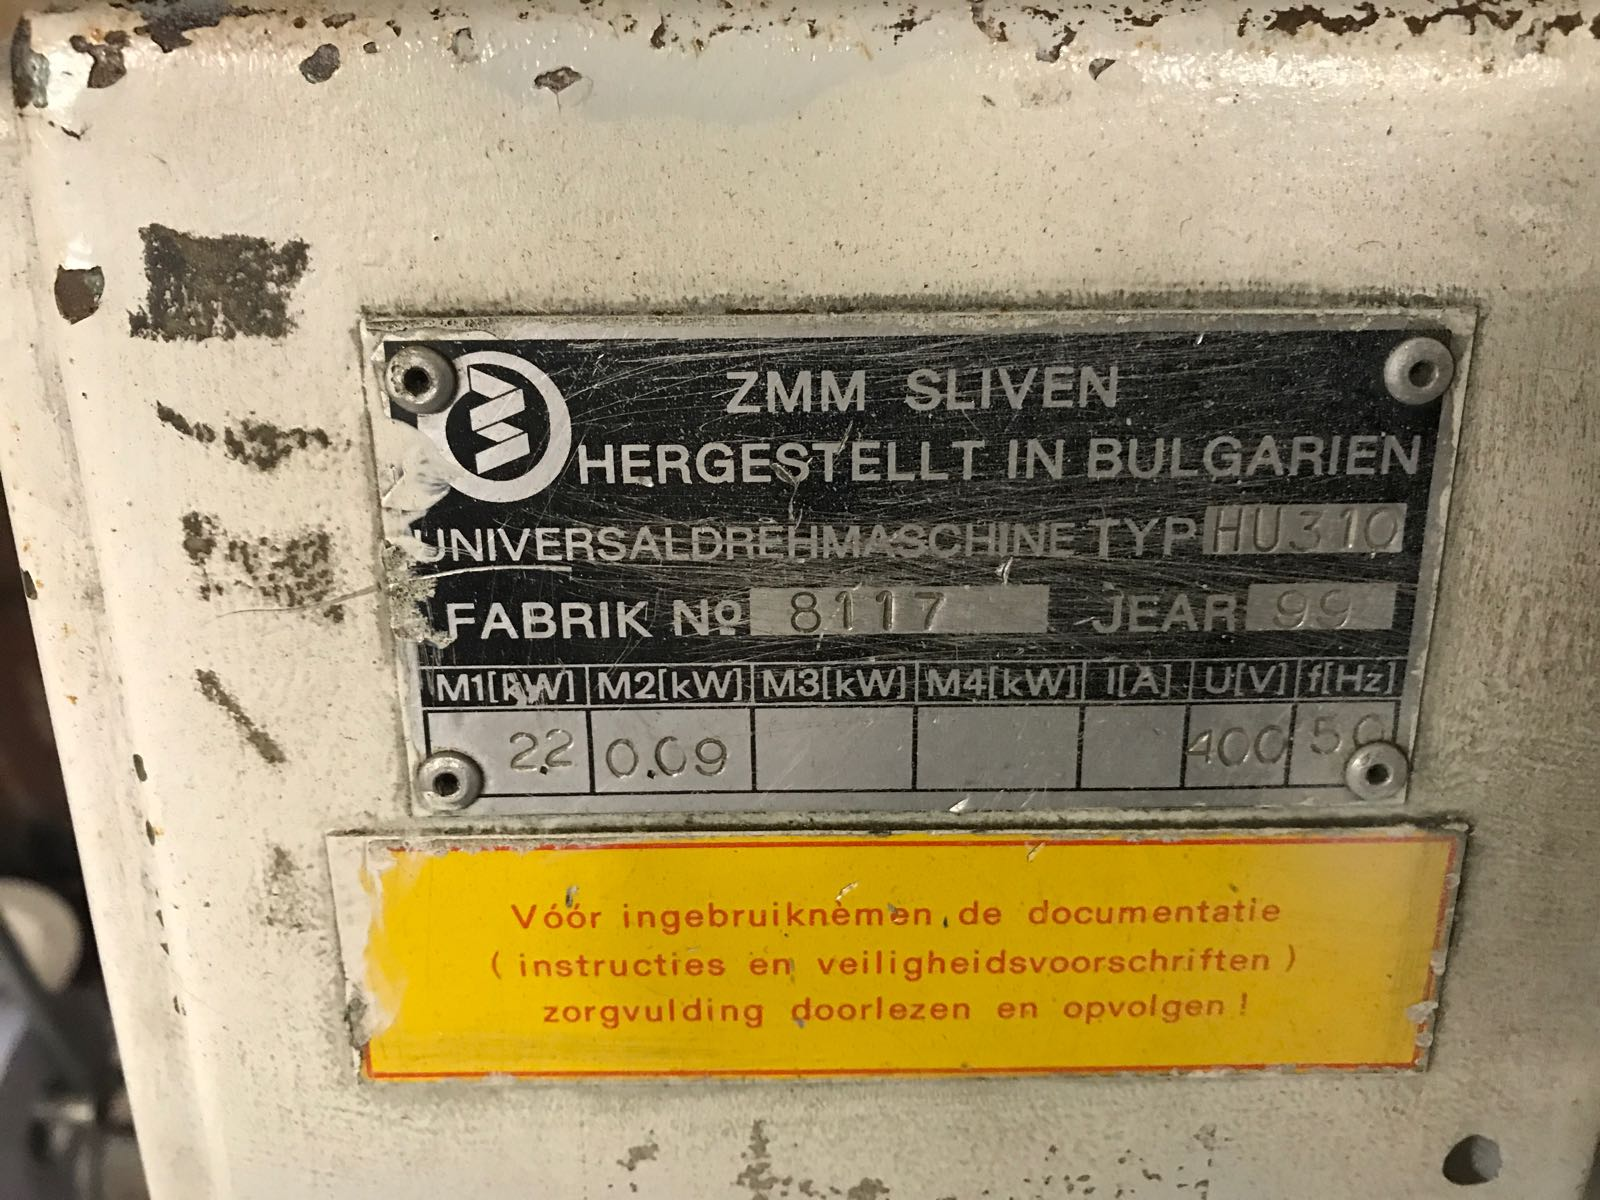 ZMM SLIVEN
HERGESTELLT IN BULGARIEN
UNIVERSALDREHMASCHINE TYP HU310
FABRIK No 8117 JEAR 99
M1[kW] M2[kW] M3[kW] M4[kW] I[A] U[V] f[Hz]
2.2 0.09 400 50
Vóór ingebruiknemen, de documentatie
( instructies en veiligheidsvoorschriften )
zorgvulding doorlezen en opvolgen !